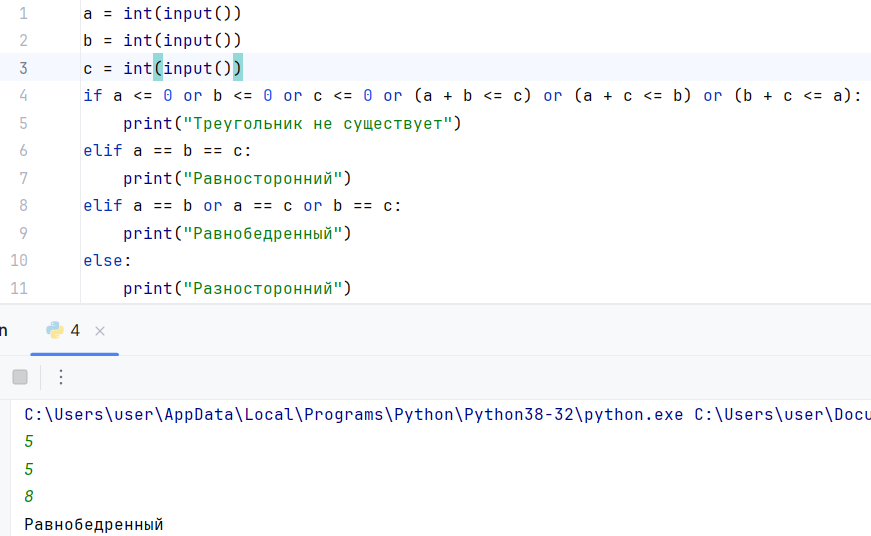 1 a = int(input())
2 b = int(input())
3 c = int(input())
4 if a <= 0 or b <= 0 or c <= 0 or (a + b <= c) or (a + c <= b) or (b + c <= a):
5 print("Треугольник не существует")
6 elif a == b == c:
7 print("Равносторонний")
8 elif a == b or a == c or b == c:
9 print("Равнобедренный")
10 else:
11 print("Разносторонний")
n 4 ×
C:\Users\user\AppData\Local\Programs\Python\Python38-32\python.exe C:\Users\user\Docu
5
5
8
Равнобедренный